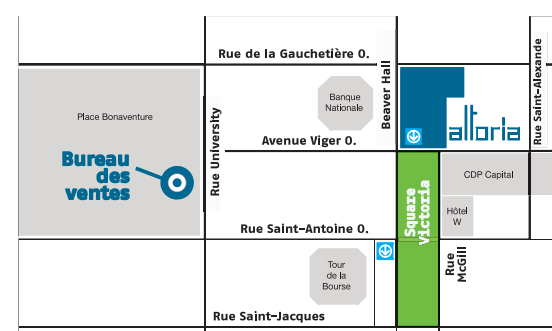 Rue de la Gauchetière O.
Rue Saint-Alexande
Beaver Hall
Banque
Nationale
Place Bonaventure
Rue University
altoria
Avenue Viger O.
Bureau
des
ventes
CDP Capital
Square
Victoria
Hôtel
W
Rue Saint-Antoine O.
Rue
McGill
Tour
de la
Bourse
Rue Saint-Jacques